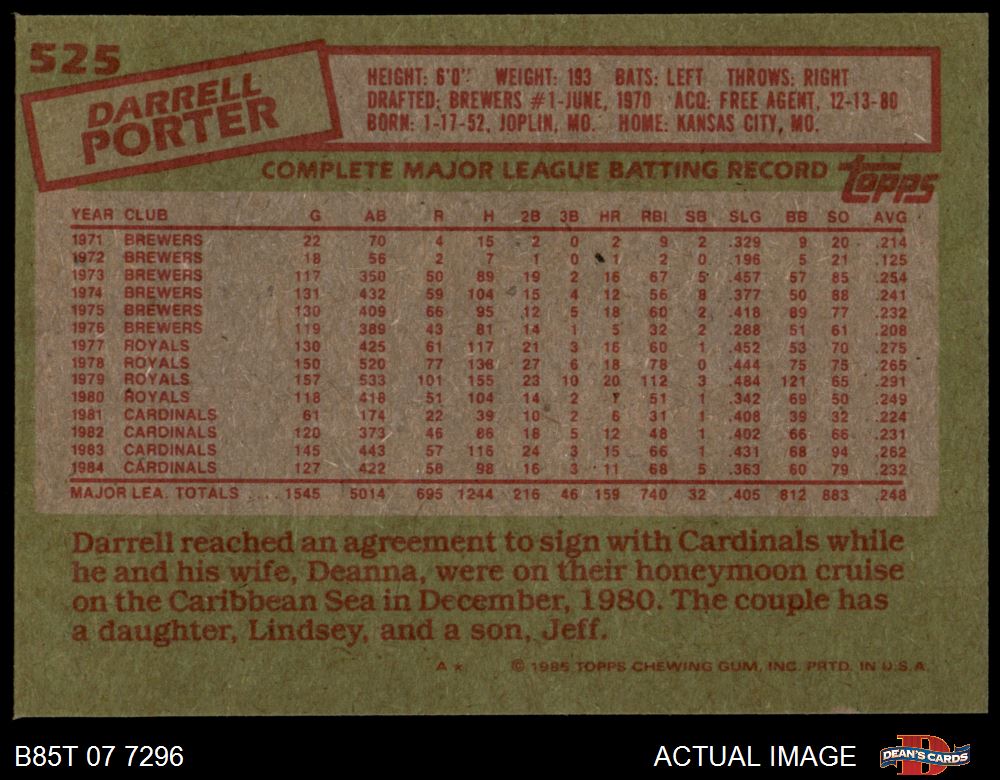 525
DARRELL
PORTER
HEIGHT: 6'0" WEIGHT: 193 BATS: LEFT THROWS: RIGHT
DRAFTED: BREWERS #1-JUNE, 1970 ACQ: FREE AGENT, 12-13-80
BORN: 1-17-52, JOPLIN, MO. HOME: KANSAS CITY, MO.
COMPLETE MAJOR LEAGUE BATTING RECORD topps
YEAR CLUB G AB R H 2B 3B HR RBI SB SLG BB SO AVG
1971 BREWERS 22 70 4 15 2 0 2 9 2 .329 9 20 .214
1972 BREWERS 18 56 2 7 1 0 1 2 0 .196 5 21 .125
1973 BREWERS 117 350 50 89 19 2 16 67 5 .457 57 85 .254
1974 BREWERS 131 432 59 104 15 4 12 56 8 .377 50 88 .241
1975 BREWERS 130 409 66 95 12 5 18 60 2 .418 89 77 .232
1976 BREWERS 119 389 43 81 14 1 5 32 2 .288 51 61 .208
1977 ROYALS 130 425 61 117 21 3 16 60 1 .452 53 70 .275
1978 ROYALS 150 520 77 138 27 6 18 78 0 .444 75 75 .265
1979 ROYALS 157 533 101 155 23 10 20 112 3 .484 121 65 .291
1980 ROYALS 118 418 51 104 14 2 7 51 1 .342 69 50 .249
1981 CARDINALS 61 174 22 39 10 2 6 31 1 .408 39 32 .224
1982 CARDINALS 120 373 46 86 18 5 12 48 1 .402 66 66 .231
1983 CARDINALS 145 443 57 116 24 3 15 66 1 .431 68 94 .262
1984 CARDINALS 127 422 56 98 16 3 11 68 5 .363 60 79 .232
MAJOR LEA. TOTALS .... 1545 5014 695 1244 216 46 159 740 32 .405 812 883 .248
Darrell reached an agreement to sign with Cardinals while
he and his wife, Deanna, were on their honeymoon cruise
on the Caribbean Sea in December, 1980. The couple has
a daughter, Lindsey, and a son, Jeff.
A* © 1985 TOPPS CHEWING GUM, INC. PRTD. IN U.S.A.
B85T 07 7296 ACTUAL IMAGE DEAN'S CARDS